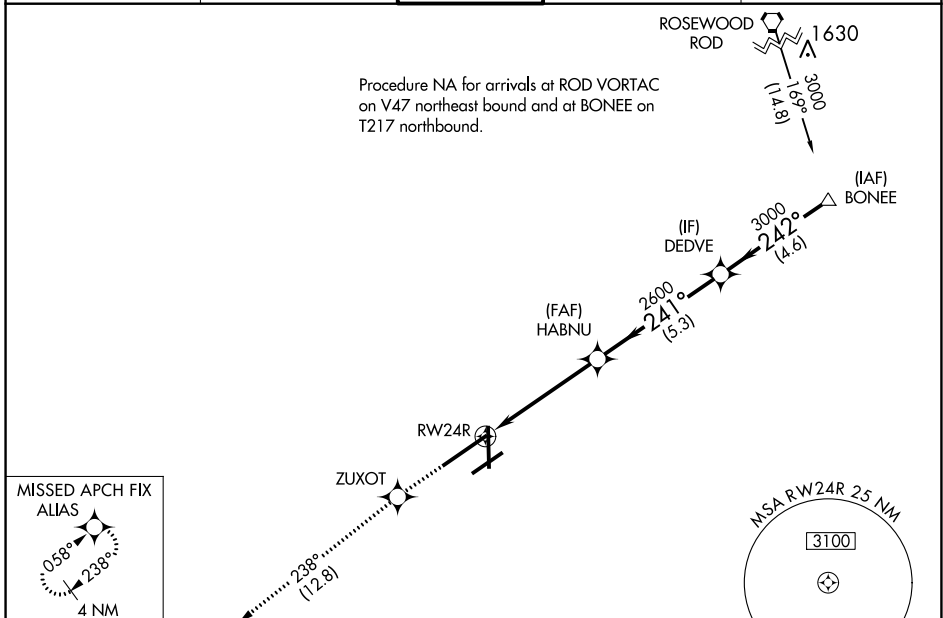 ROSEWOOD
ROD
1630
Procedure NA for arrivals at ROD VORTAC
on V47 northeast bound and at BONEE on
T217 northbound.
3000
169°
(14.8)
(IAF)
BONEE
3000
242°
(4.6)
(IF)
DEDVE
2600
241°
(5.3)
(FAF)
HABNU
RW24R
ZUXOT
238°
(12.8)
MISSED APCH FIX
ALIAS
058°
238°
4 NM
MSA RW24R 25 NM
3100